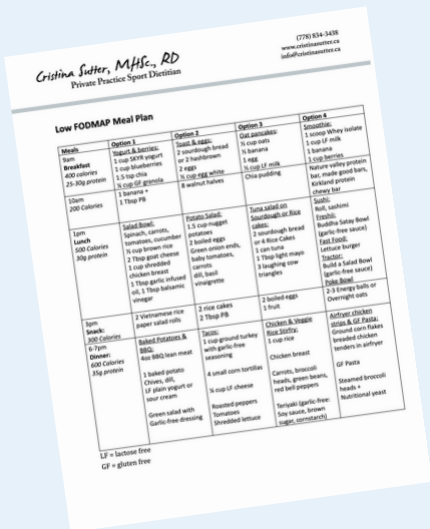 Cristina Sutter, MHSc, RD
Private Practice Sport Dietitian
(778) 834-3438
www.cristinasutter.ca
info@cristinasutter.ca
Low FODMAP Meal Plan
Meals
Option 1
Option 2
Option 3
Option 4
9am
Breakfast
400 calories
25-30g protein
Yogurt & berries:
1 cup SKYR yogurt
1 cup blueberries
1.5 tsp chia
¼ cup GF granola
Toast & eggs:
2 sourdough bread
or 2 hashbrown
2 eggs
½ cup egg white
Oat pancakes:
½ cup oats
½ banana
1 egg
½ cup LF milk
Smoothie:
1 scoop Whey isolate
1 cup LF milk
1 banana
1 cup berries
10am
200 Calories
1 banana +
1 Tbsp PB
8 walnut halves
Chia pudding
Nature valley protein
bar, made good bars,
Kirkland protein
chewy bar
1pm
Lunch
500 Calories
30g protein
Salad Bowl:
Spinach, carrots,
tomatoes, cucumber
½ cup brown rice
2 Tbsp goat cheese
1 cup shredded
chicken breast
1 Tbsp garlic infused
oil, 1 Tbsp balsamic
vinegar
Potato Salad:
1.5 cup nugget
potatoes
2 boiled eggs
Green onion ends,
baby tomatoes,
carrots
dill, basil
vinaigrette
Tuna salad on
Sourdough or Rice
cakes:
2 sourdough bread
or 4 Rice Cakes
1 can tuna
1 Tbsp light mayo
3 laughing cow
triangles
Sushi:
Roll, sashimi
Freshii:
Buddha Satay Bowl
(garlic-free sauce)
Fast Food:
Lettuce burger
Tractor:
Build a Salad Bowl
(garlic-free sauce)
Poke Bowl
3pm
Snack:
300 Calories
2 Vietnamese rice
paper salad rolls
2 rice cakes
2 Tbsp PB
2 boiled eggs
1 fruit
2-3 Energy balls or
Overnight oats
6-7pm
Dinner:
600 Calories
35g protein
Baked Potatoes &
BBQ:
4oz BBQ lean meat
1 baked potato
Chives, dill,
LF plain yogurt or
sour cream
Green salad with
Garlic-free dressing
Tacos:
1 cup ground turkey
with garlic-free
seasoning
4 small corn tortillas
¼ cup LF cheese
Roasted peppers
Tomatoes
Shredded lettuce
Chicken & Veggie
Rice Stirfry:
1 cup rice
Chicken breast
Carrots, broccoli
heads, green beans,
red bell peppers
Teriyaki (garlic-free:
Soy sauce, brown
sugar, cornstarch)
Airfryer chicken
strips & GF Pasta:
Ground corn flakes
breaded chicken
tenders in airfryer
GF Pasta
Steamed broccoli
heads +
Nutritional yeast
LF = lactose free
GF = gluten free